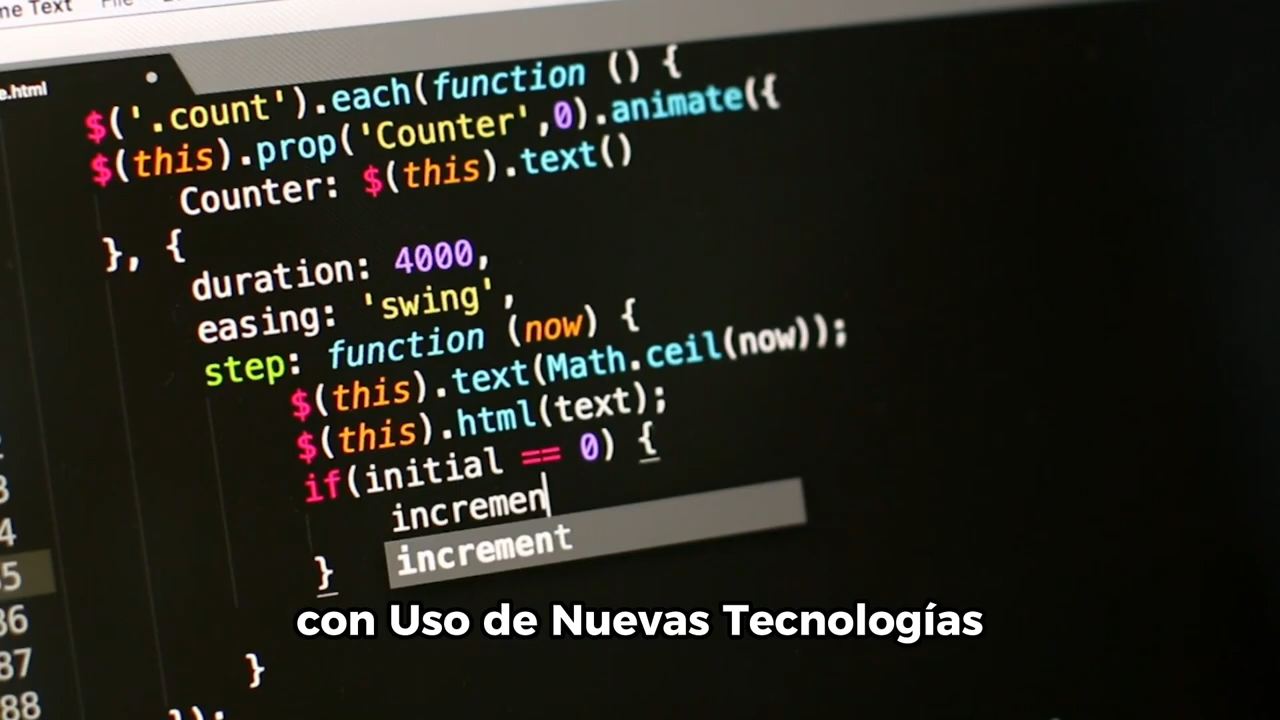 me Text File
e.html
$('.count').each(function () {
$(this).prop('Counter',0).animate({
Counter: $(this).text()
}, {
duration: 4000,
easing: 'swing',
step: function (now) {
$(this).text(Math.ceil(now));
$(this).html(text);
if(initial == 0) {
incremen
increment
}
con Uso de Nuevas Tecnologías
}
});
3
4
85
86
87
88